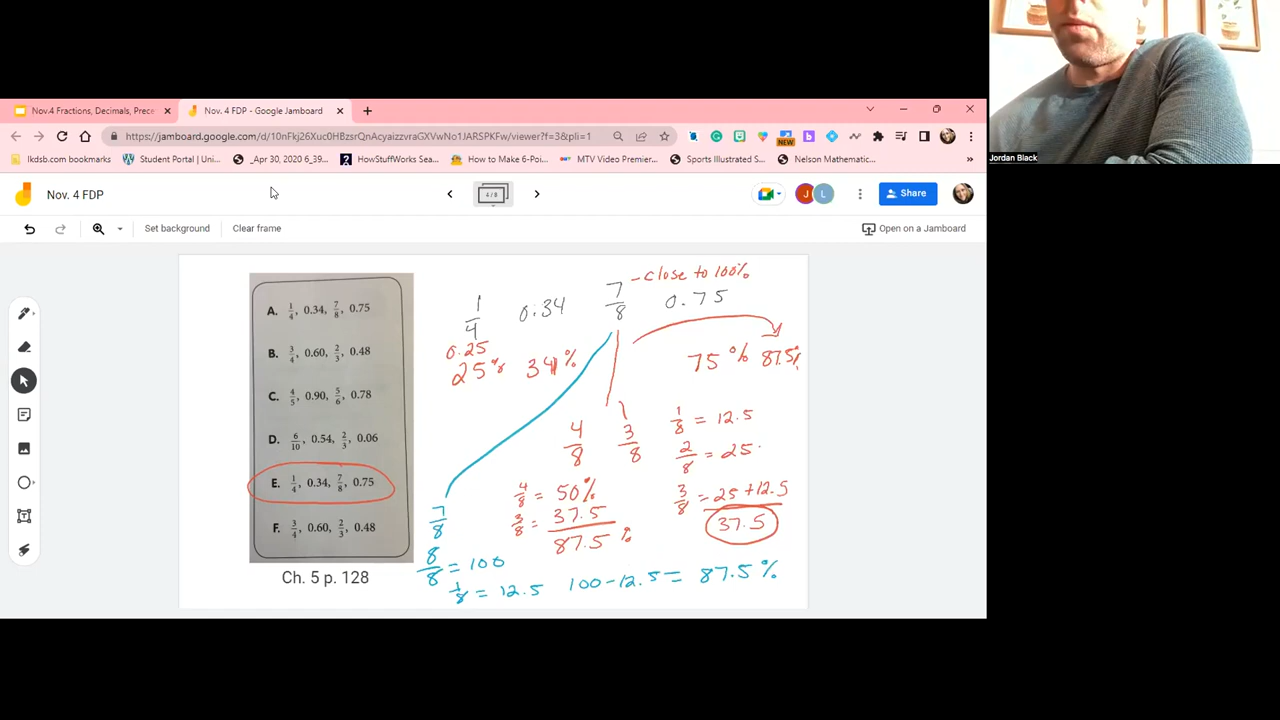 Jordan Black
Nov.4 Fractions, Decimals, Perce
Nov. 4 FDP - Google Jamboard
https://jamboard.google.com/d/10nFkj26Xuc0HBzsrQnAcyaizzvraGXVwNo1JARSPKFw/viewer?f=3&pli=1
NEW
lkdsb.com bookmarks
Student Portal | Uni...
_Apr 30, 2020 6_39...
HowStuffWorks Sea...
How to Make 6-Poi...
MTV Video Premier...
Sports Illustrated S...
Nelson Mathematic...
Nov. 4 FDP
4 / 8
J
L
Share
Set background
Clear frame
Open on a Jamboard
A. 1/4, 0.34, 7/8, 0.75
B. 3/4, 0.60, 2/3, 0.48
C. 4/5, 0.90, 5/6, 0.78
D. 6/10, 0.54, 2/3, 0.06
E. 1/4, 0.34, 7/8, 0.75
F. 3/4, 0.60, 2/3, 0.48
Ch. 5 p. 128
- close to 100%
1/4 0.34 7/8 0.75
0.25
25% 34% 75% 87.5%
4/8 3/8
1/8 = 12.5
2/8 = 25
3/8 = 25 + 12.5
37.5
4/8 = 50%
3/8 = 37.5
87.5%
7/8
8/8 = 100
1/8 = 12.5 100 - 12.5 = 87.5%